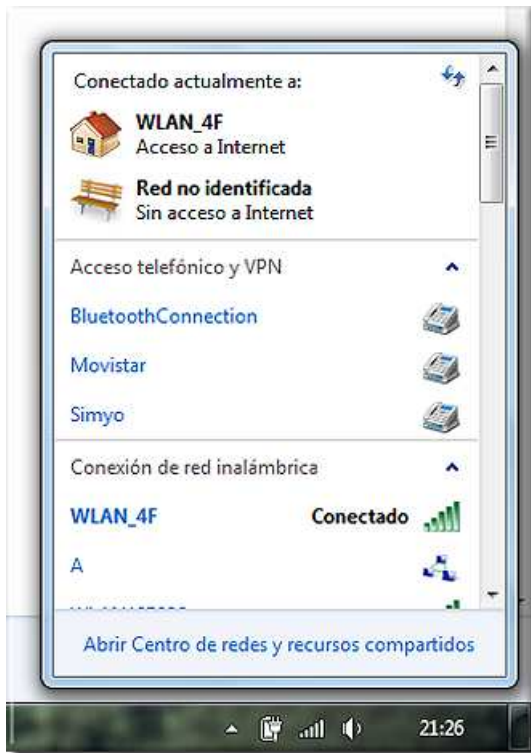 Conectado actualmente a:
WLAN_4F
Acceso a Internet
Red no identificada
Sin acceso a Internet
Acceso telefónico y VPN
BluetoothConnection
Movistar
Simyo
Conexión de red inalámbrica
WLAN_4F Conectado
A
Abrir Centro de redes y recursos compartidos
21:26